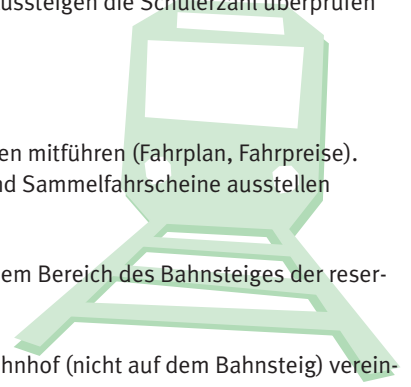 ussteigen die Schülerzahl überprüfen
en mitführen (Fahrplan, Fahrpreise).
nd Sammelfahrscheine ausstellen
em Bereich des Bahnsteiges der reser-
ahnhof (nicht auf dem Bahnsteig) verein-